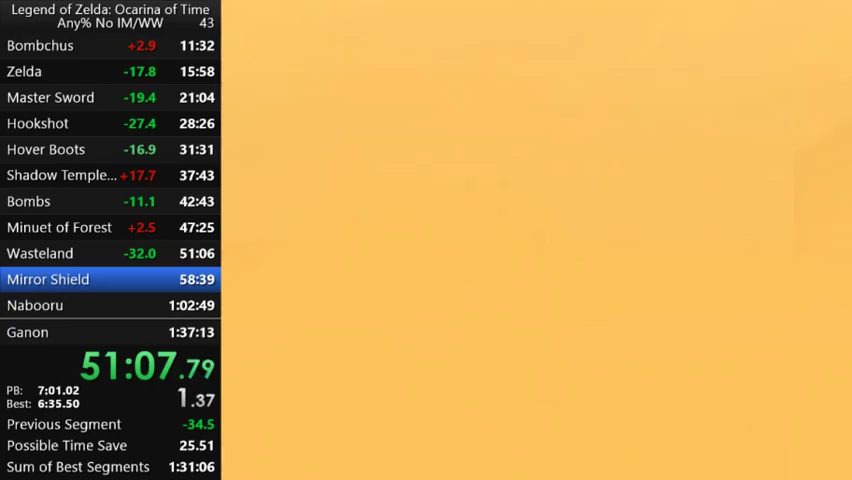 Legend of Zelda: Ocarina of Time
Any% No IM/WW 43
Bombchus +2.9 11:32
Zelda -17.8 15:58
Master Sword -19.4 21:04
Hookshot -27.4 28:26
Hover Boots -16.9 31:31
Shadow Temple... +17.7 37:43
Bombs -11.1 42:43
Minuet of Forest +2.5 47:25
Wasteland -32.0 51:06
Mirror Shield 58:39
Nabooru 1:02:49
Ganon 1:37:13
51:07.79
PB: 7:01.02
Best: 6:35.50
1.37
Previous Segment -34.5
Possible Time Save 25.51
Sum of Best Segments 1:31:06